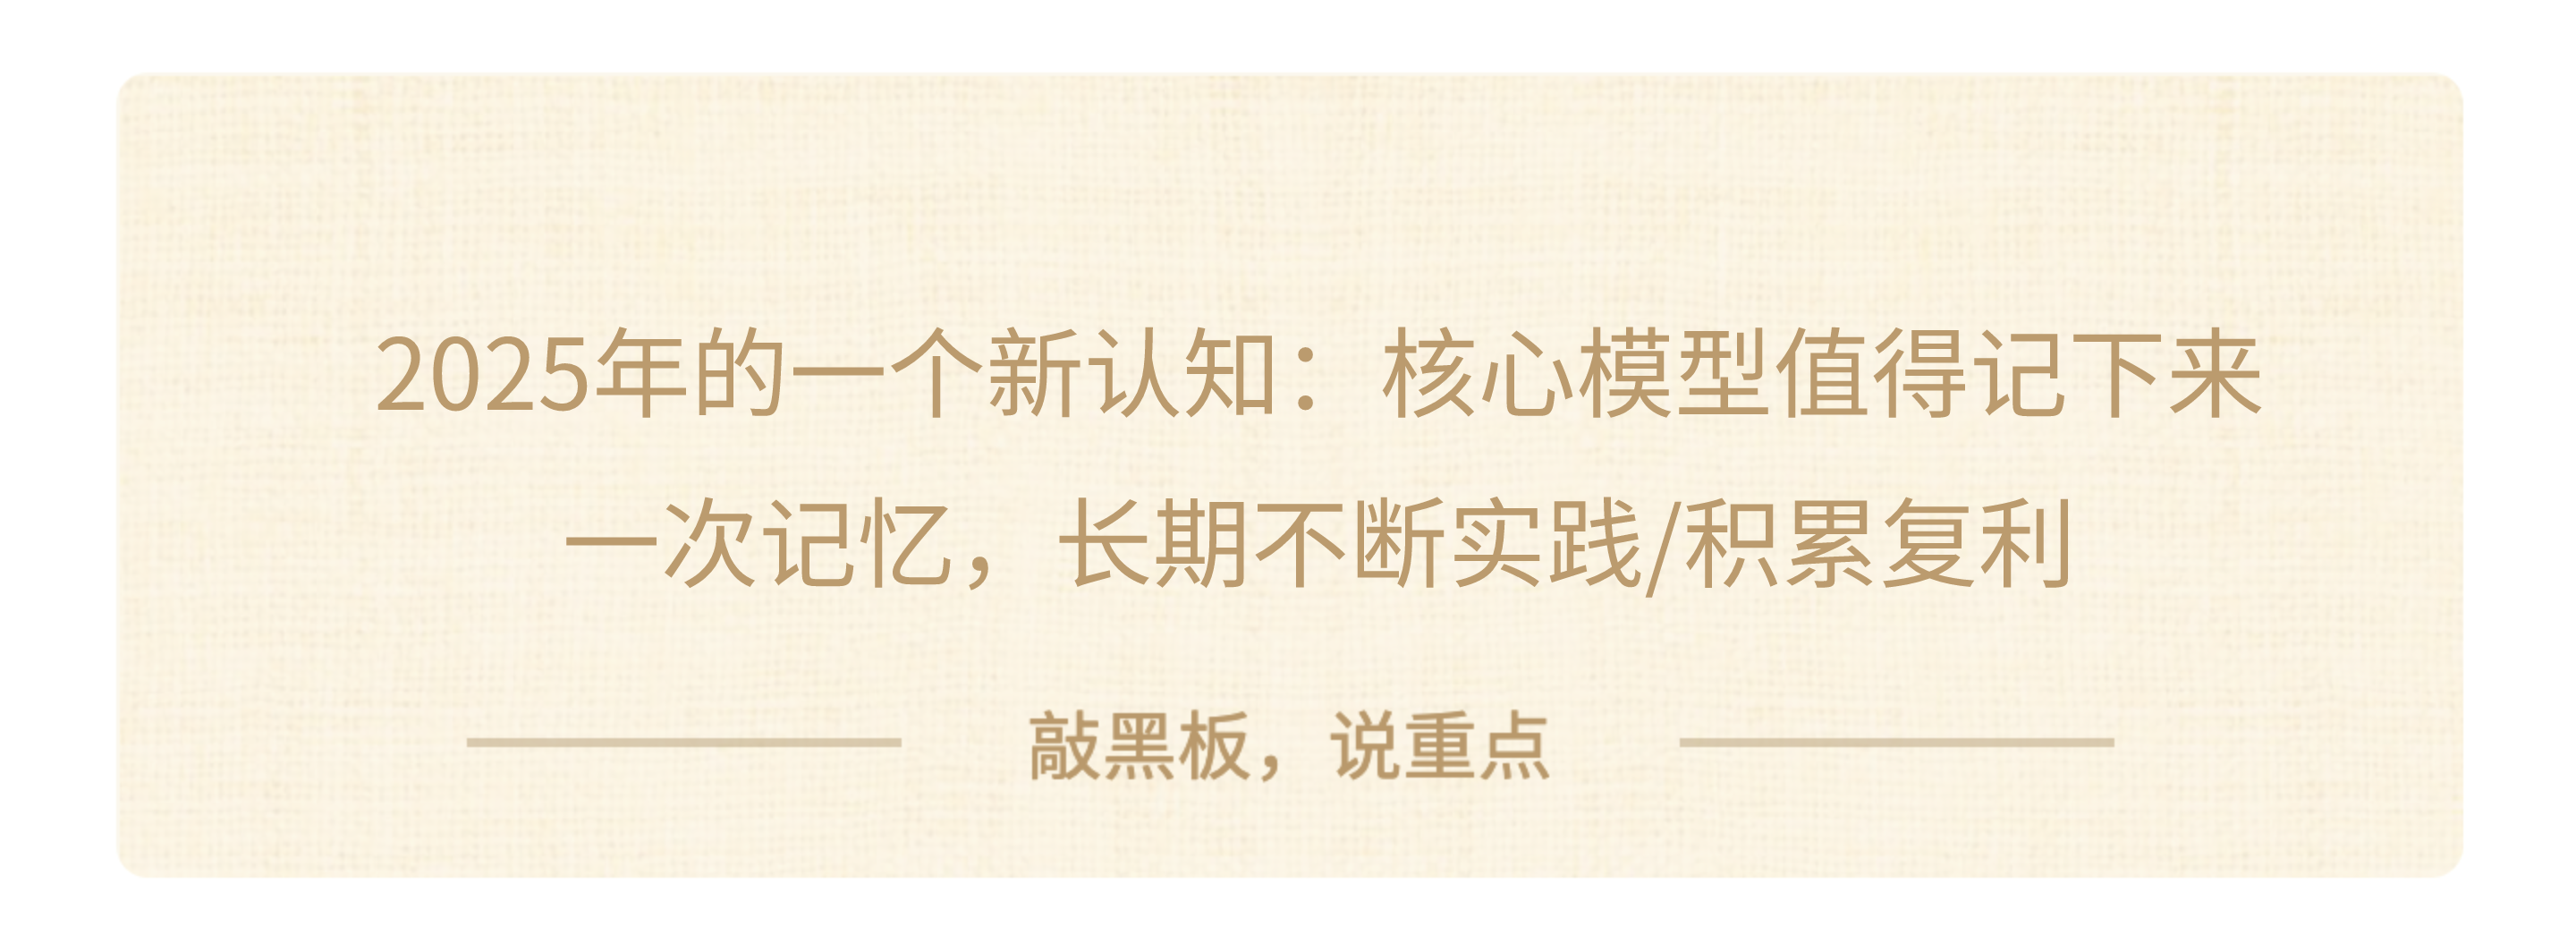 2025年的一个新认知：核心模型值得记下来
一次记忆，长期不断实践/积累复利
敲黑板，说重点